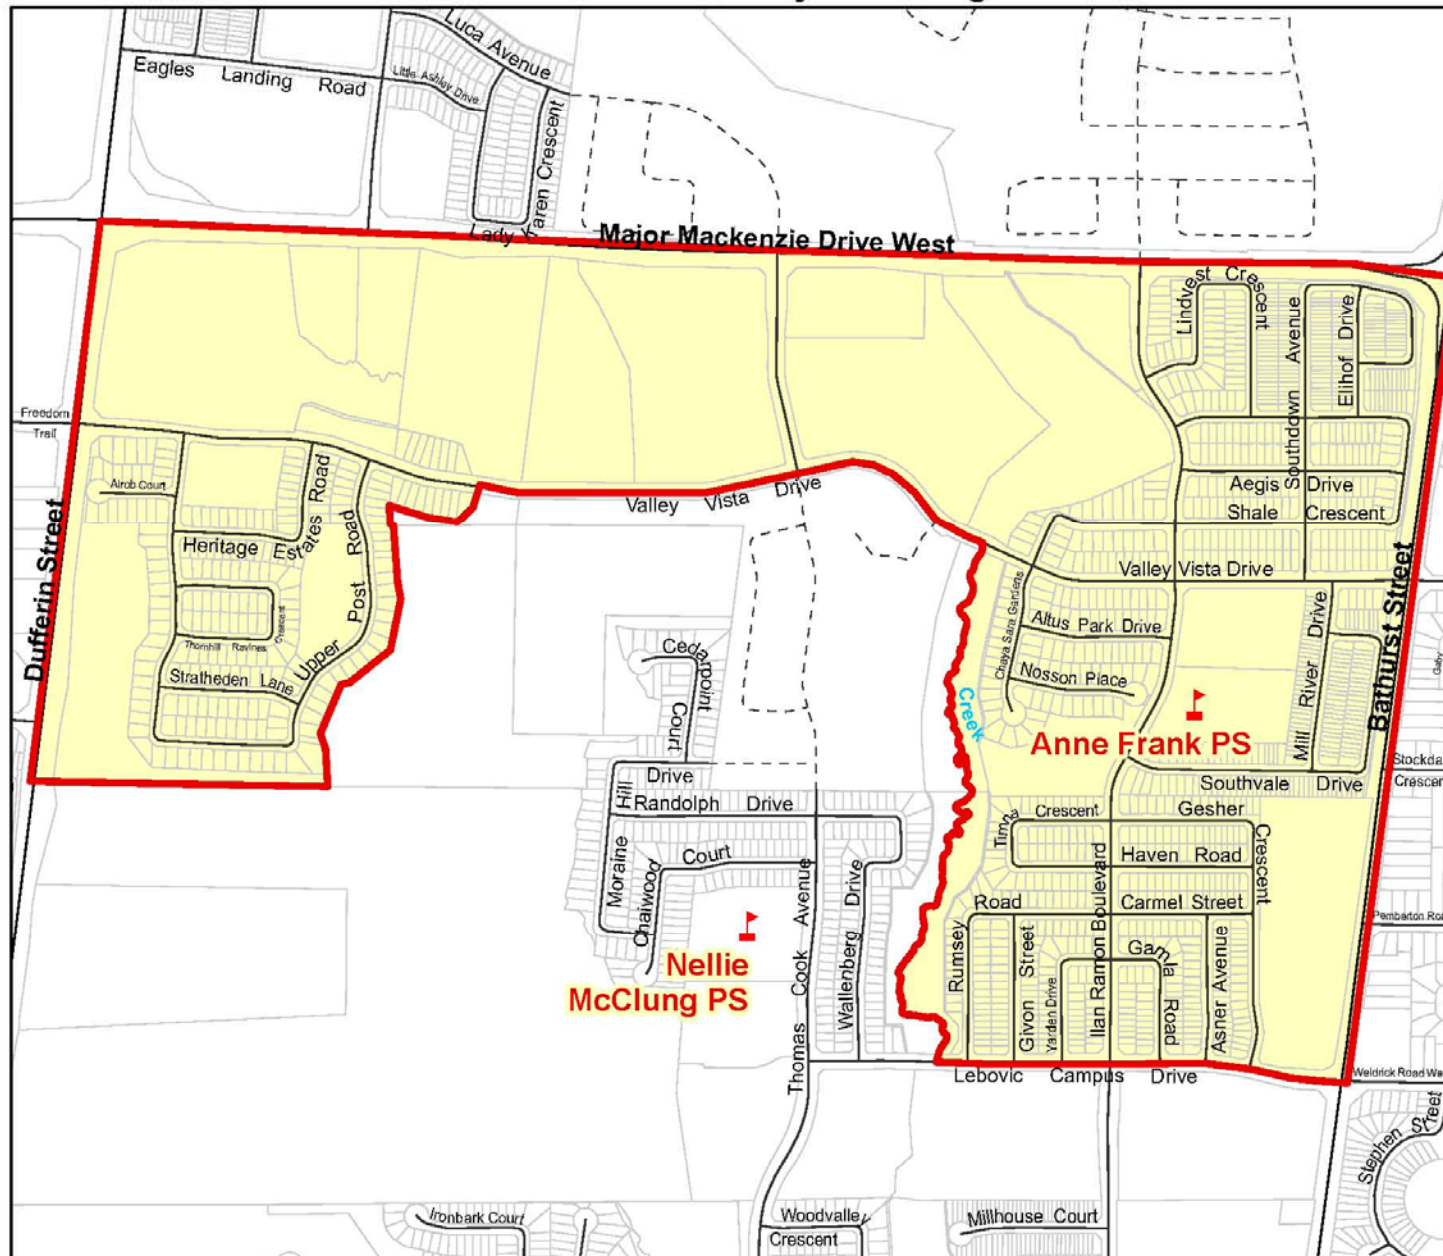 Luca Avenue
Eagles Landing Road
Little Ashley Drive
Lady Karen Crescent
Major Mackenzie Drive West
Lindvest Crescent
Southdown Avenue
Elihof Drive
Freedom
Trail
Airob Court
Heritage Estates Road
Upper Post Road
Valley Vista Drive
Aegis Drive
Shale Crescent
Valley Vista Drive
Dufferin Street
Bathurst Street
Thornhill Ravines Crescent
Stratheden Lane
Cedarpoint Court
Chaya Sara Gardens
Altus Park Drive
Nosson Place
Mill River Drive
Creek
Anne Frank PS
Southvale Drive
Stockda
Crescen
Gaby
Moraine Hill Drive
Randolph Drive
Timna Crescent
Gesher Crescent
Haven Road
Chaiwood Court
Carmel Street
Rumsey Road
Pemberton Roa
Nellie
McClung PS
Thomas Cook Avenue
Wallenberg Drive
Givon Street
Yarden Drive
Ilan Ramon Boulevard
Gamla Road
Asner Avenue
Lebovic Campus Drive
Weldrick Road We
Stephen Street
Ironbark Court
Woodvalley
Crescent
Millhouse Court